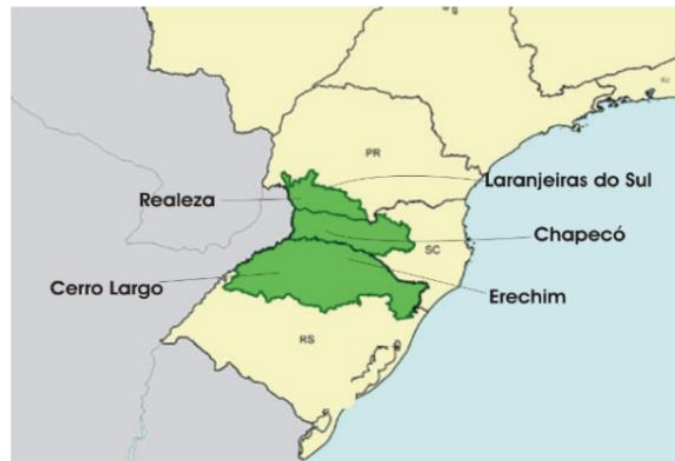 PR
Laranjeiras do Sul
Realeza
Chapecó
SC
Cerro Largo
Erechim
RS